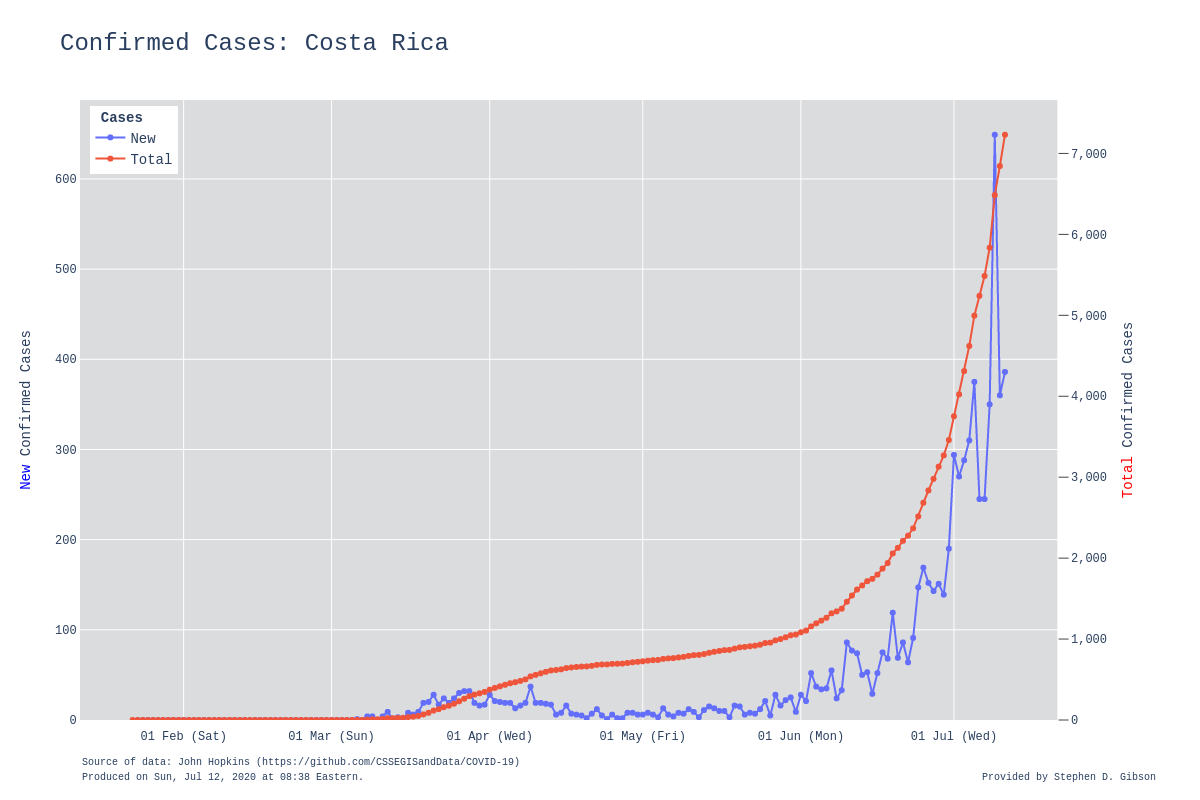 Confirmed Cases: Costa Rica
Cases
New
Total
600
500
400
300
200
100
0
7,000
6,000
5,000
4,000
3,000
2,000
1,000
0
New Confirmed Cases
Total Confirmed Cases
01 Feb (Sat)
01 Mar (Sun)
01 Apr (Wed)
01 May (Fri)
01 Jun (Mon)
01 Jul (Wed)
Source of data: John Hopkins (https://github.com/CSSEGISandData/COVID-19)
Produced on Sun, Jul 12, 2020 at 08:38 Eastern.
Provided by Stephen D. Gibson